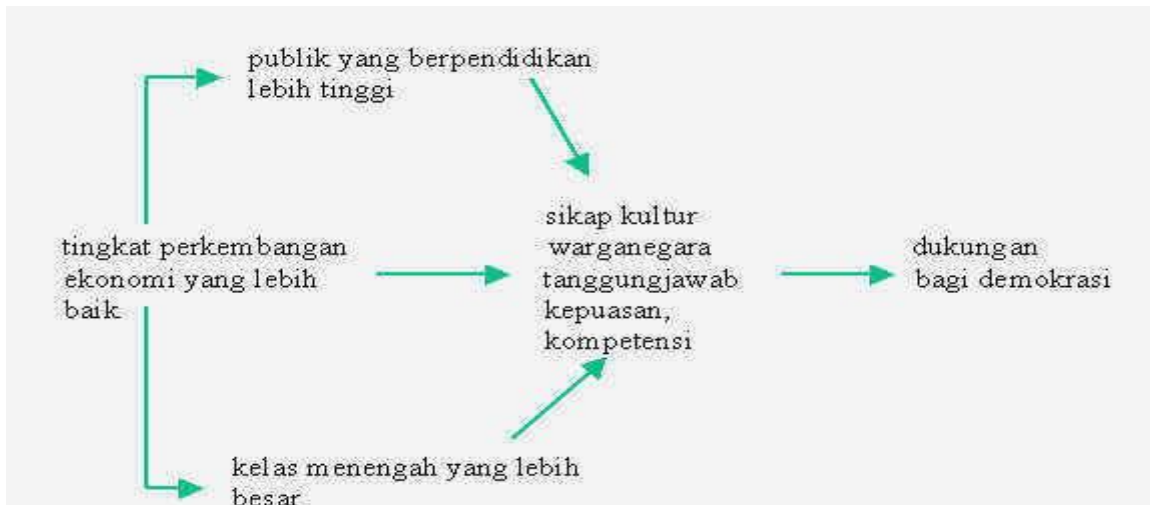 publik yang berpendidikan
lebih tinggi
tingkat perkembangan
ekonomi yang lebih
baik
sikap kultur
warganegara
tanggungjawab
kepuasan,
kompetensi
dukungan
bagi demokrasi
kelas menengah yang lebih
besar